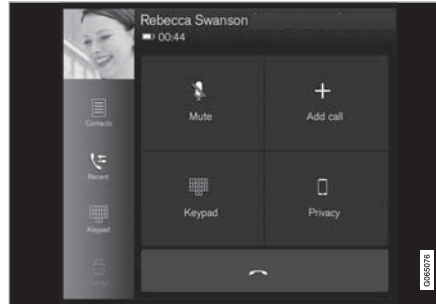 Rebecca Swanson
00:44
Contacts
Recent
Keypad
Mute
Add call
Keypad
Privacy
G065076